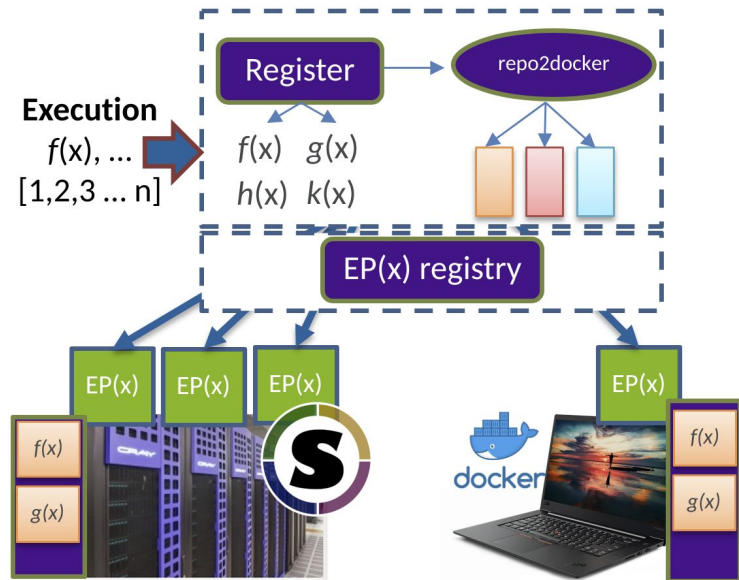 Register
repo2docker
Execution
f(x), ...
[1,2,3 ... n]
f(x) g(x)
h(x) k(x)
EP(x) registry
EP(x)
EP(x)
EP(x)
EP(x)
f(x)
g(x)
CRAY
S
docker
f(x)
g(x)